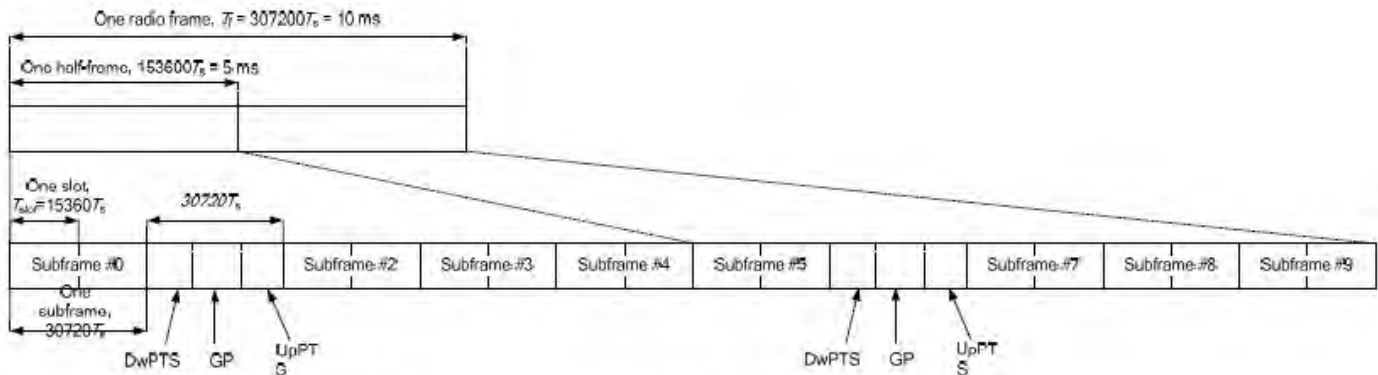 One radio frame, Tf = 307200Ts = 10 ms
One half-frame, 153600Ts = 5 ms
One slot,
Tslot=15360Ts
30720Ts
Subframe #0
Subframe #2
Subframe #3
Subframe #4
Subframe #5
Subframe #7
Subframe #8
Subframe #9
One
subframe,
30720Ts
DwPTS
GP
UpPT
S
DwPTS
GP
UpPT
S